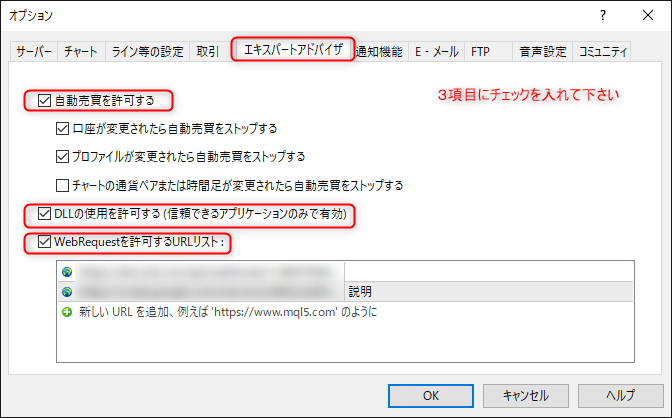 オプション
サーバー チャート ライン等の設定 取引 エキスパートアドバイザ 通知機能 E - メール FTP 音声設定 コミュニティ
自動売買を許可する
3項目にチェックを入れて下さい
口座が変更されたら自動売買をストップする
プロファイルが変更されたら自動売買をストップする
チャートの通貨ペアまたは時間足が変更されたら自動売買をストップする
DLLの使用を許可する (信頼できるアプリケーションのみで有効)
WebRequestを許可するURLリスト :
説明
新しい URL を追加、例えば 'https://www.mql5.com' のように
OK キャンセル ヘルプ